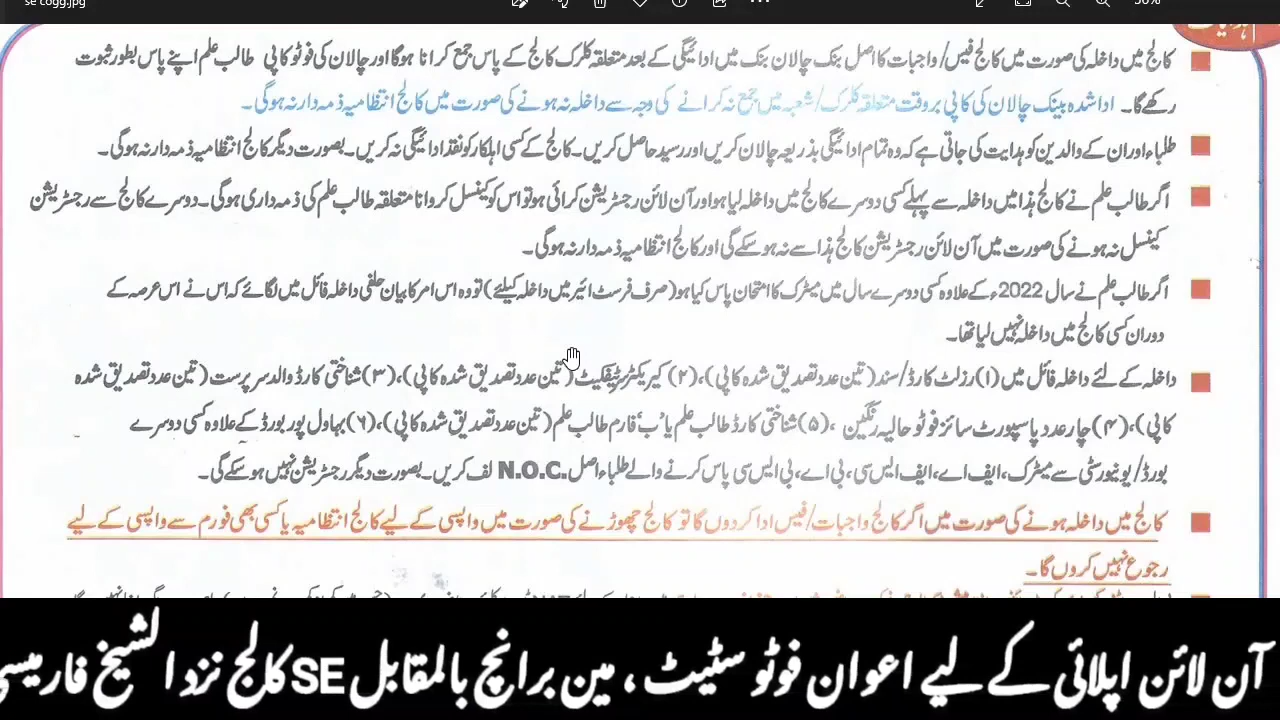 se cogg.jpg
50%
ہدایات
کالج میں داخلہ کی صورت میں کالج فیس/واجبات کا اصل بنک چالان بنک میں ادائیگی کے بعد متعلقہ کلرک کالج کے پاس جمع کرانا ہوگا اور چالان کی فوٹو کاپی طالب علم اپنے پاس بطور ثبوت
رکھے گا۔ ادا شدہ بینک چالان کی کاپی بروقت متعلقہ کلرک/شعبہ میں جمع نہ کرانے کی وجہ سے داخلہ نہ ہونے کی صورت میں کالج انتظامیہ ذمہ دار نہ ہوگی۔
طلباء اور ان کے والدین کو ہدایت کی جاتی ہے کہ وہ تمام ادائیگی بذریعہ چالان کریں اور رسید حاصل کریں۔ کالج کے کسی اہلکار کو نقد ادائیگی نہ کریں۔ بصورت دیگر کالج انتظامیہ ذمہ دار نہ ہوگی۔
اگر طالب علم نے کالج ہذا میں داخلہ سے پہلے کسی دوسرے کالج میں داخلہ لیا ہو اور آن لائن رجسٹریشن کرائی ہو تو اس کو کینسل کروانا متعلقہ طالب علم کی ذمہ داری ہوگی۔ دوسرے کالج سے رجسٹریشن
کینسل نہ ہونے کی صورت میں آن لائن رجسٹریشن کالج ہذا سے نہ ہو سکے گی اور کالج انتظامیہ ذمہ دار نہ ہوگی۔
اگر طالب علم نے سال 2022ء کے علاوہ کسی دوسرے سال میں میٹرک کا امتحان پاس کیا ہو (صرف فرسٹ ائیر میں داخلہ کیلئے) تو وہ اس امر کا بیان حلفی داخلہ فائل میں لگائے کہ اس نے اس عرصہ کے
دوران کسی کالج میں داخلہ نہیں لیا تھا۔
داخلہ کے لئے داخلہ فائل میں (۱) رزلٹ کارڈ/سند (تین عدد تصدیق شدہ کاپی)، (۲) کیریکٹر سرٹیفکیٹ (تین عدد تصدیق شدہ کاپی)، (۳) شناختی کارڈ والد سرپرست (تین عدد تصدیق شدہ
کاپی)، (۴) چار عدد پاسپورٹ سائز فوٹو حالیہ رنگین، (۵) شناختی کارڈ طالب علم یا 'ب' فارم طالب علم (تین عدد تصدیق شدہ کاپی)، (۶) بہاول پور بورڈ کے علاوہ کسی دوسرے
بورڈ/یونیورسٹی سے میٹرک، ایف اے، ایف ایس سی، بی اے، بی ایس سی پاس کرنے والے طلباء اصل N.O.C. لف کریں۔ بصورت دیگر رجسٹریشن نہیں ہو سکے گی۔
کالج میں داخلہ ہونے کی صورت میں اگر کالج واجبات/فیس ادا کردوں گا تو کالج چھوڑنے کی صورت میں واپسی کے لیے کالج انتظامیہ یا کسی بھی فورم سے واپسی کے لیے
رجوع نہیں کروں گا۔
آن لائن اپلائی کے لیے اعوان فوٹو سٹیٹ، مین برانچ بالمقابل SE کالج نزد الشیخ فارمیسی